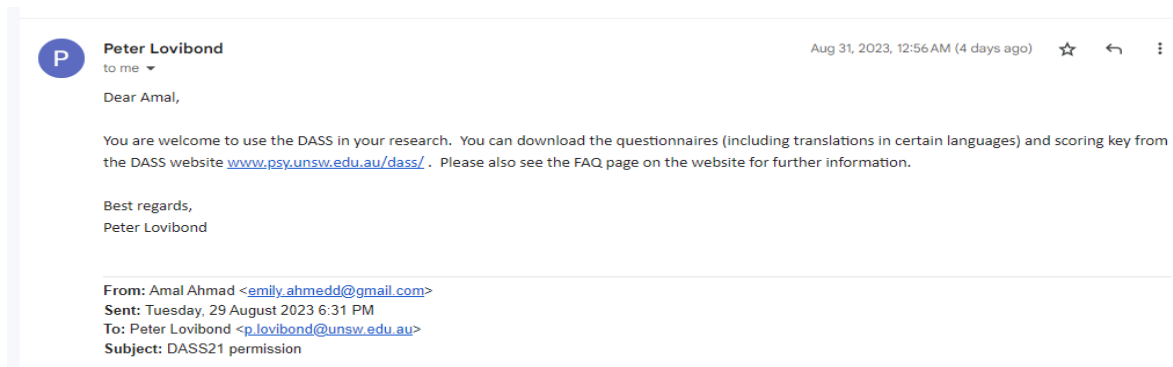 P
Peter Lovibond
Aug 31, 2023, 12:56 AM (4 days ago)
to me
Dear Amal,
You are welcome to use the DASS in your research. You can download the questionnaires (including translations in certain languages) and scoring key from
the DASS website www.psy.unsw.edu.au/dass/ . Please also see the FAQ page on the website for further information.
Best regards,
Peter Lovibond
From: Amal Ahmad <emily.ahmedd@gmail.com>
Sent: Tuesday, 29 August 2023 6:31 PM
To: Peter Lovibond <p.lovibond@unsw.edu.au>
Subject: DASS21 permission